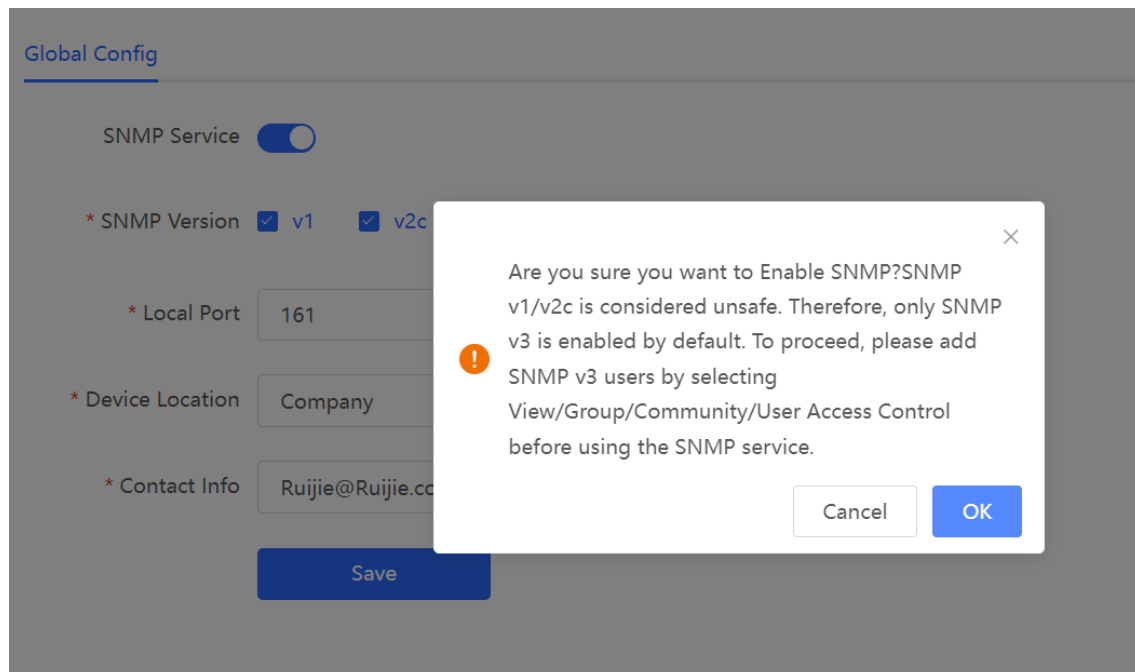 Global Config
SNMP Service
* SNMP Version v1 v2c
* Local Port 161
* Device Location Company
* Contact Info Ruijie@Ruijie.co
Save
Are you sure you want to Enable SNMP?SNMP
v1/v2c is considered unsafe. Therefore, only SNMP
v3 is enabled by default. To proceed, please add
SNMP v3 users by selecting
View/Group/Community/User Access Control
before using the SNMP service.
Cancel OK